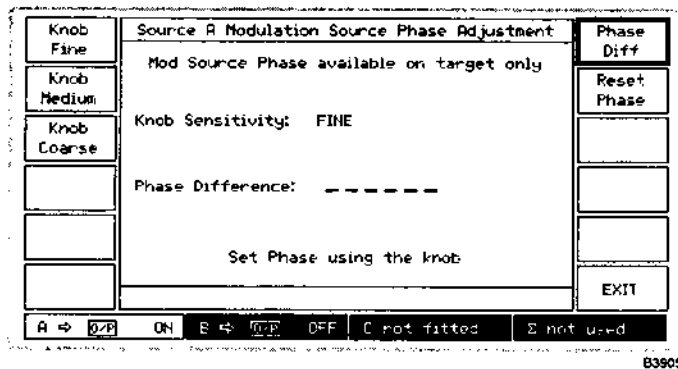 Knob
Fine
Knob
Medium
Knob
Coarse
Source A Modulation Source Phase Adjustment
Mod Source Phase available on target only
Knob Sensitivity: FINE
Phase Difference: _ _ _ _ _ _
Set Phase using the knob
Phase
Diff
Reset
Phase
EXIT
A ⇨ O/P ON B ⇨ O/P OFF C not fitted Σ not used
B3905